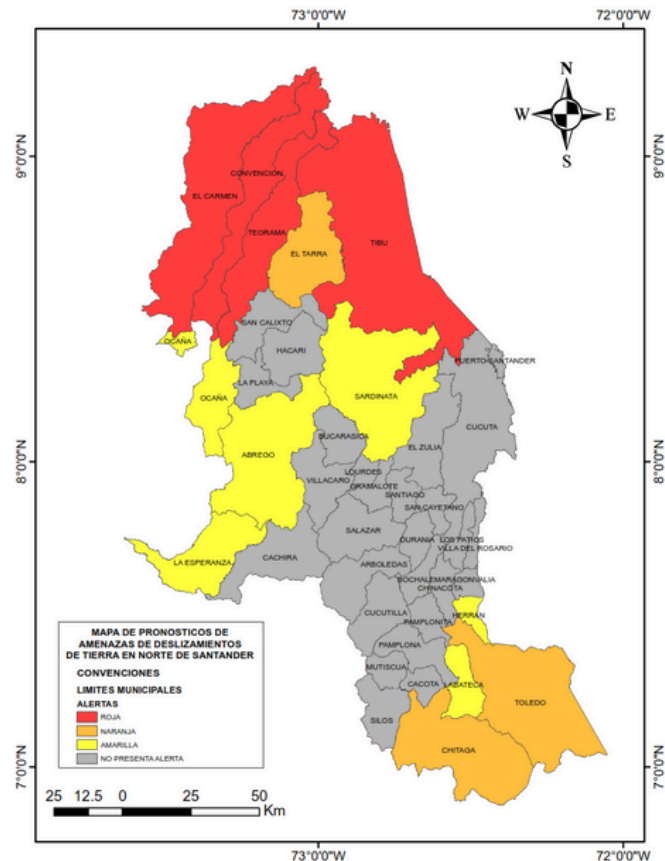 73°0'0"W 72°0'0"W
N
W E
S
9°0'0"N 9°0'0"N
CONVENCIÓN
EL CARMEN
TEORAMA
TIBU
EL TARRA
SAN CALIXTO
OCAÑA
HACARI
PUERTO SANTANDER
LA PLAYA
OCAÑA
SARDINATA
CUCUTA
BUCARASICA
EL ZULIA
ABREGO
8°0'0"N 8°0'0"N
LOURDES
VILLACARO
GRAMALOTE
SANTIAGO
SAN CAYETANO
SALAZAR
DURANIA
LOS PATIOS
VILLA DEL ROSARIO
LA ESPERANZA
CACHIRA
ARBOLEDAS
BOCHALEMA
RAGONVALIA
CHINACOTA
CUCUTILLA
HERRAN
PAMPLONITA
PAMPLONA
MUTISCUA
CACOTA
LABATECA
TOLEDO
SILOS
CHITAGA
MAPA DE PRONOSTICOS DE
AMENAZAS DE DESLIZAMIENTOS
DE TIERRA EN NORTE DE SANTANDER
CONVENCIONES
LIMITES MUNICIPALES
ALERTAS
ROJA
NARANJA
AMARILLA
NO PRESENTA ALERTA
7°0'0"N 7°0'0"N
25 12.5 0 25 50
Km
73°0'0"W 72°0'0"W